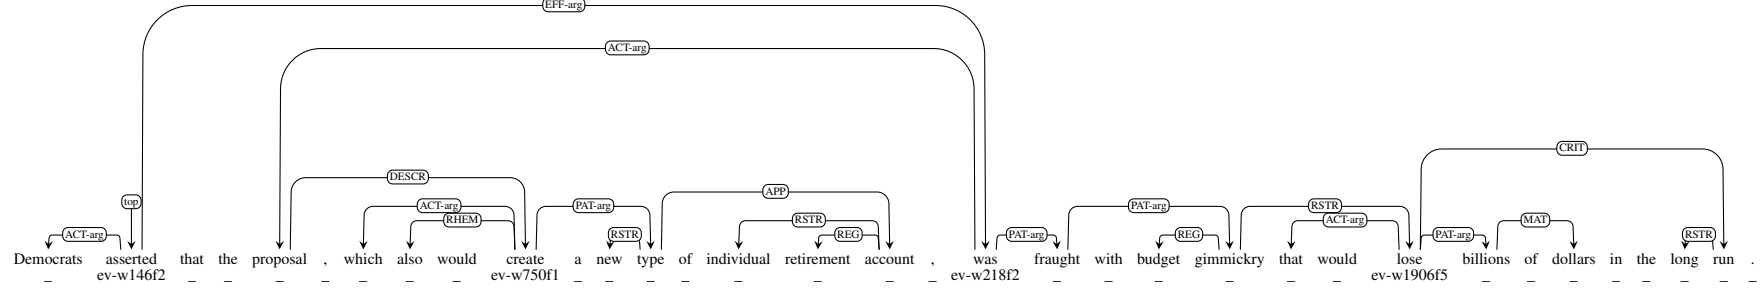 EFF-arg
ACT-arg
CRIT
DESCR
APP
top
ACT-arg PAT-arg PAT-arg RSTR
RHEM RSTR ACT-arg MAT
ACT-arg RSTR REG PAT-arg REG PAT-arg RSTR
Democrats asserted that the proposal , which also would create a new type of individual retirement account , was fraught with budget gimmickry that would lose billions of dollars in the long run .
_ ev-w146f2 _ _ _ _ _ _ _ ev-w750f1 _ _ _ _ _ _ _ _ ev-w218f2 _ _ _ _ _ _ ev-w1906f5 _ _ _ _ _ _ _ _